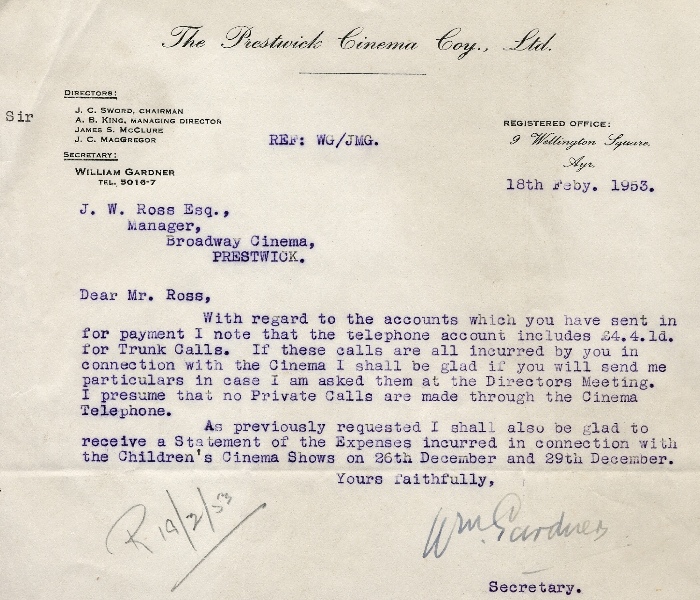 The Prestwick Cinema Coy., Ltd.
DIRECTORS:
J. C. SWORD, CHAIRMAN
A. B. KING, MANAGING DIRECTOR
JAMES S. MCCLURE
J. C. MACGREGOR
SECRETARY:
WILLIAM GARDNER
TEL. 5016-7
Sir
REF: WG/JMG.
REGISTERED OFFICE:
9 Wellington Square,
Ayr,
18th Feby. 1953.
J. W. Ross Esq.,
Manager,
Broadway Cinema,
PRESTWICK.
Dear Mr. Ross,
With regard to the accounts which you have sent in
for payment I note that the telephone account includes £4.4.1d.
for Trunk Calls. If these calls are all incurred by you in
connection with the Cinema I shall be glad if you will send me
particulars in case I am asked them at the Directors Meeting.
I presume that no Private Calls are made through the Cinema
Telephone.
As previously requested I shall also be glad to
receive a Statement of the Expenses incurred in connection with
the Children's Cinema Shows on 26th December and 29th December.
Yours faithfully,
R 19/2/53
Wm. Gardner
Secretary.